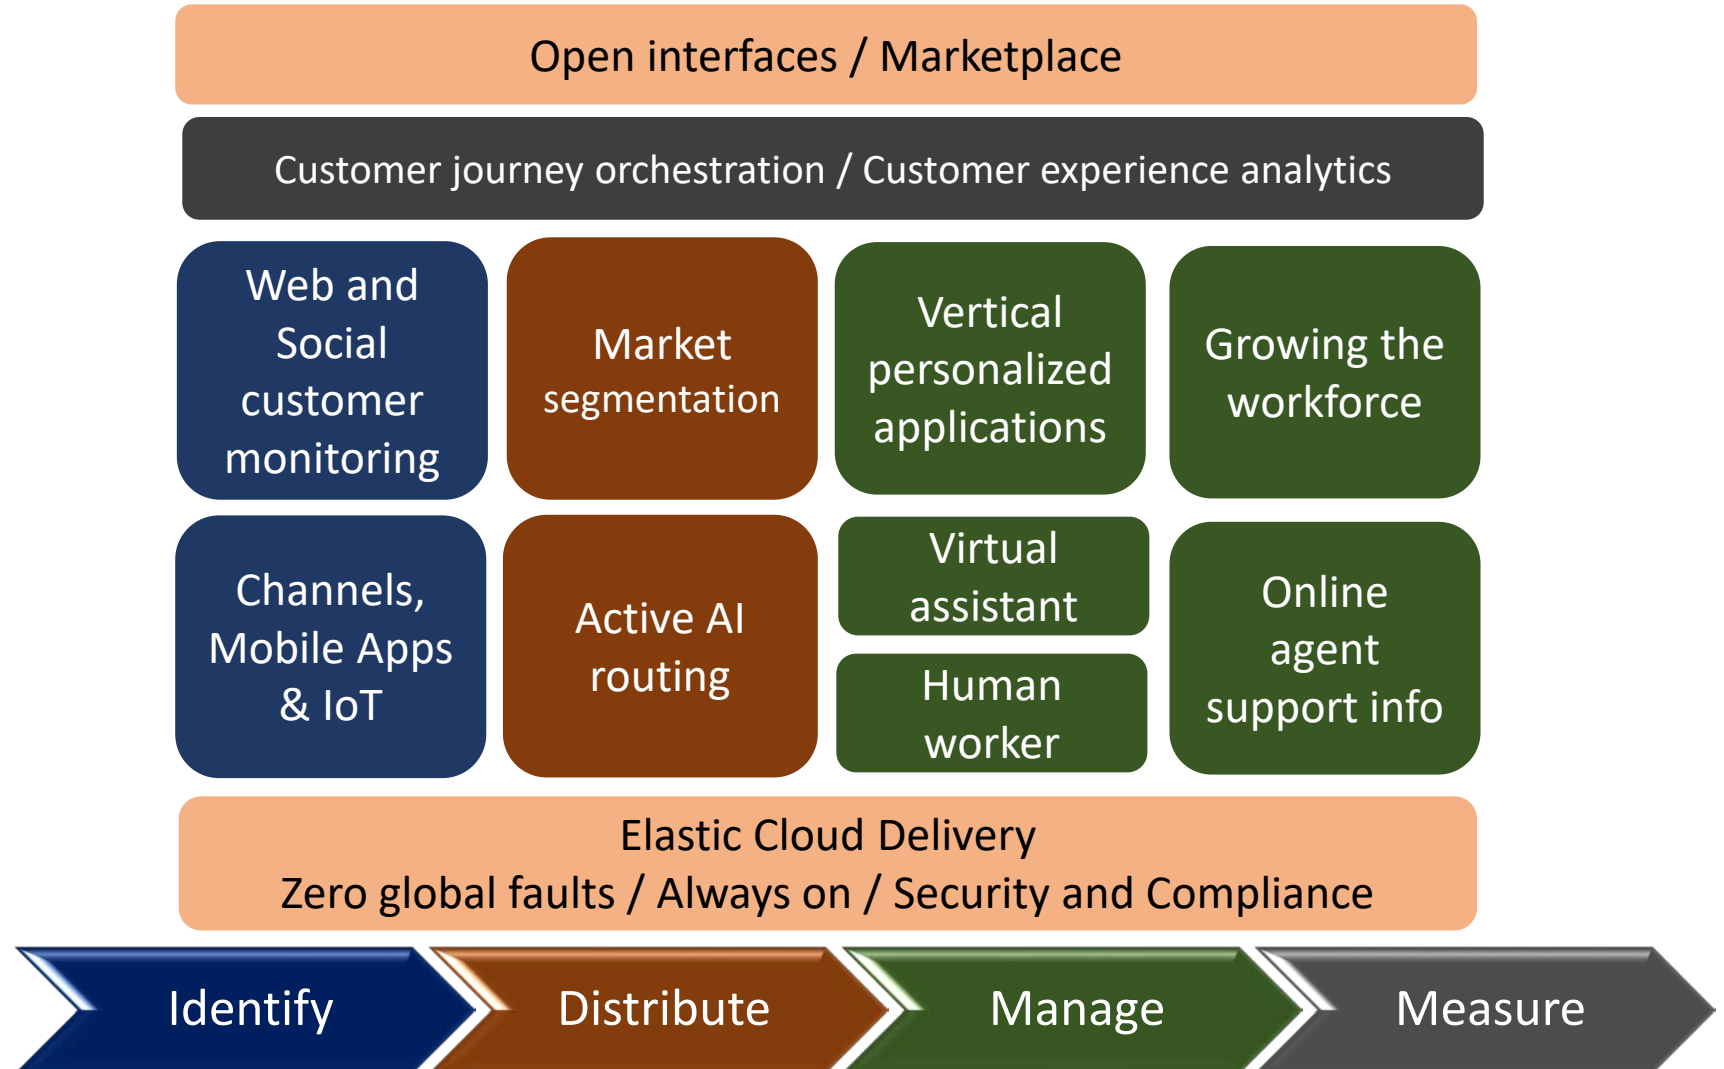 Open interfaces / Marketplace
Customer journey orchestration / Customer experience analytics
Web and
Social
customer
monitoring
Market
segmentation
Vertical
personalized
applications
Growing the
workforce
Channels,
Mobile Apps
& IoT
Active AI
routing
Virtual
assistant
Human
worker
Online
agent
support info
Elastic Cloud Delivery
Zero global faults / Always on / Security and Compliance
Identify
Distribute
Manage
Measure